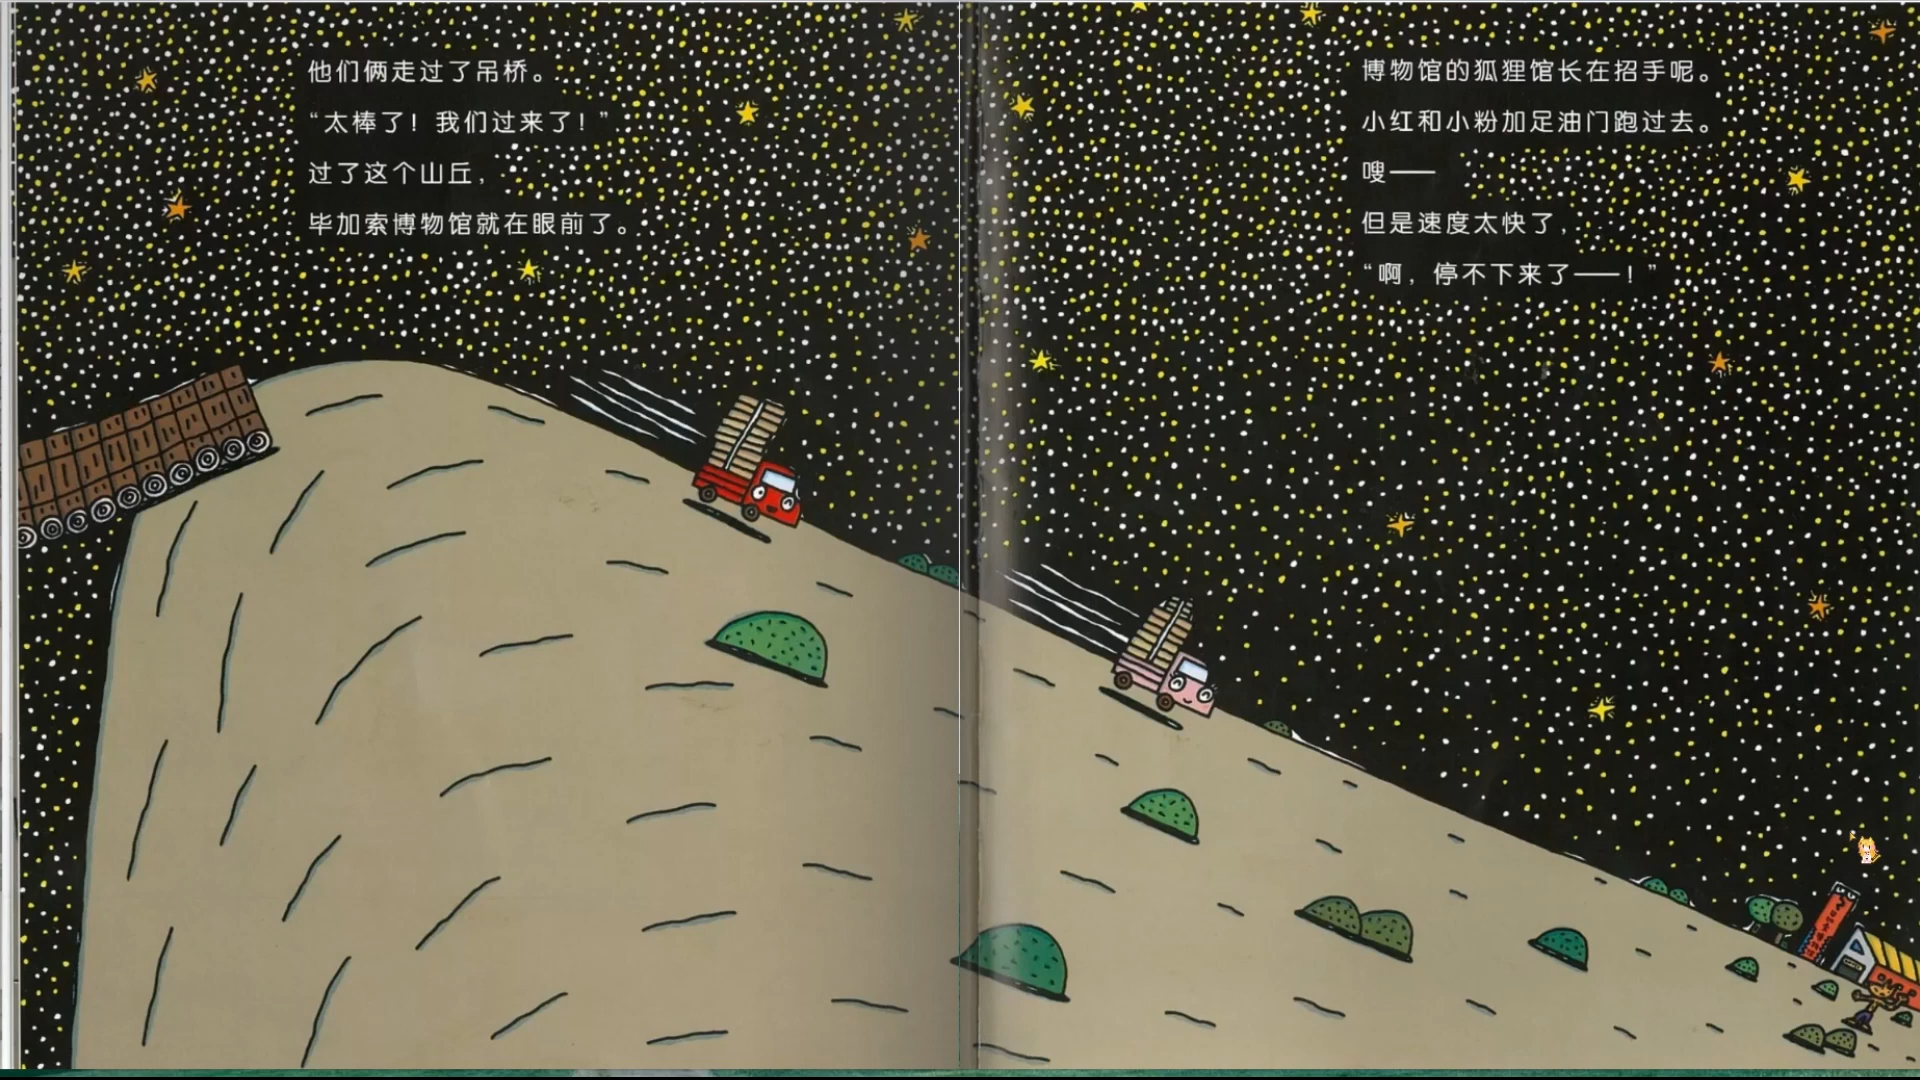 他们俩走过了吊桥。
“太棒了！我们过来了！”
过了这个山丘，
毕加索博物馆就在眼前了。
博物馆的狐狸馆长在招手呢。
小红和小粉加足油门跑过去。
嗖——
但是速度太快了，
“啊，停不下来了——！”